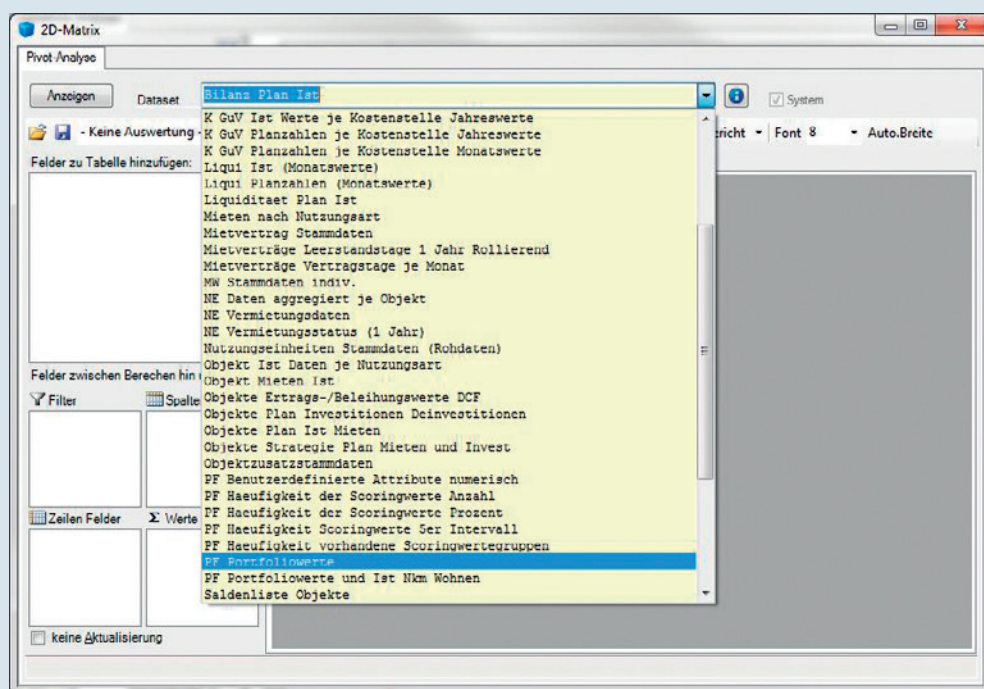 2D-Matrix
Pivot-Analyse
Anzeigen
Dataset
Bilanz Plan Ist
System
- Keine Auswertung -
Font 8
Auto.Breite
Felder zu Tabelle hinzufügen:
K GuV Ist Werte je Kostenstelle Jahreswerte
K GuV Planzahlen je Kostenstelle Jahreswerte
K GuV Planzahlen je Kostenstelle Monatswerte
Liqui Ist (Monatswerte)
Liqui Planzahlen (Monatswerte)
Liquiditaet Plan Ist
Mieten nach Nutzungsart
Mietvertrag Stammdaten
Mietverträge Leerstandstage 1 Jahr Rollierend
Mietverträge Vertragstage je Monat
MW Stammdaten indiv.
NE Daten aggregiert je Objekt
NE Vermietungsdaten
NE Vermietungsstatus (1 Jahr)
Nutzungseinheiten Stammdaten (Rohdaten)
Objekt Ist Daten je Nutzungsart
Objekt Mieten Ist
Objekte Ertrags-/Beleihungswerte DCF
Objekte Plan Investitionen Deinvestitionen
Objekte Plan Ist Mieten
Objekte Strategie Plan Mieten und Invest
Objektzusatzstammdaten
PF Benutzerdefinierte Attribute numerisch
PF Haeufigkeit der Scoringwerte Anzahl
PF Haeufigkeit der Scoringwerte Prozent
PF Haeufigkeit Scoringwerte 5er Intervall
PF Haeufigkeit vorhandene Scoringwertegruppen
PF Portfoliowerte
PF Portfoliowerte und Ist Nkm Wohnen
Saldenliste Objekte
Felder zwischen Berechen hin
Filter
Spalte
Zeilen Felder
Σ Werte
keine Aktualisierung